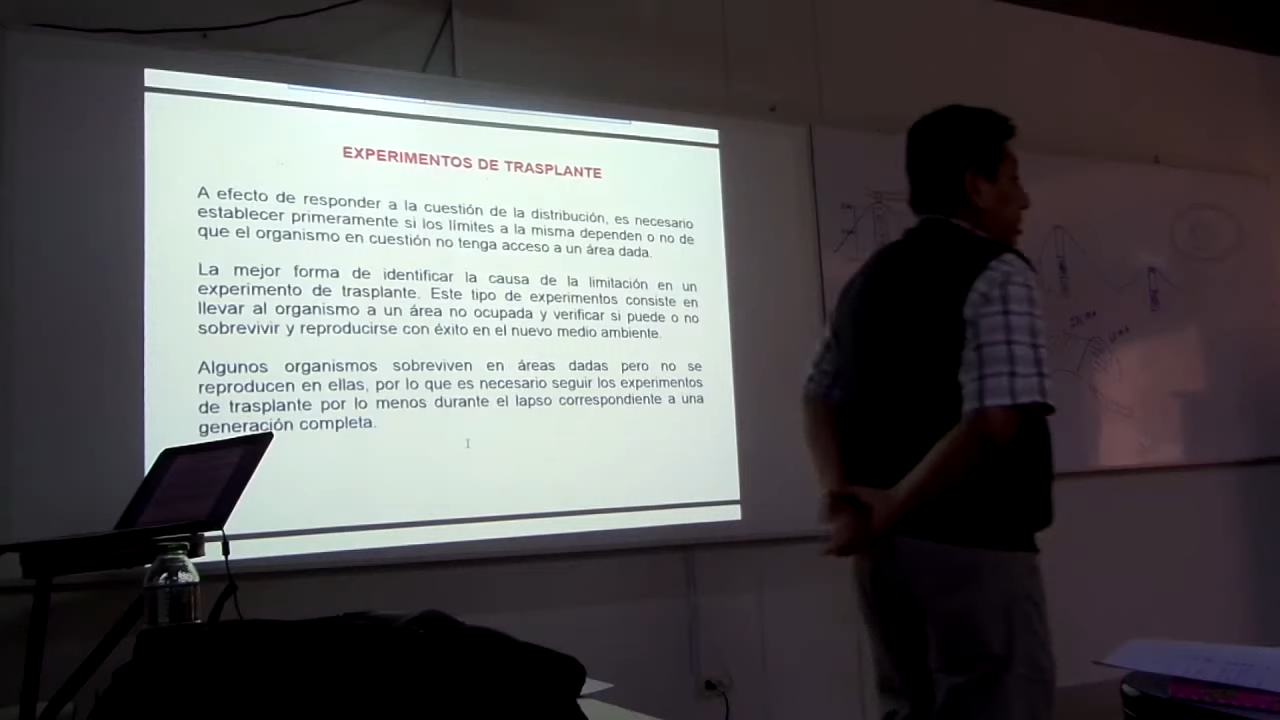 EXPERIMENTOS DE TRASPLANTE
A efecto de responder a la cuestión de la distribución, es necesario
establecer primeramente si los límites a la misma dependen o no de
que el organismo en cuestión no tenga acceso a un área dada.
La mejor forma de identificar la causa de la limitación en un
experimento de trasplante. Este tipo de experimentos consiste en
llevar al organismo a un área no ocupada y verificar si puede o no
sobrevivir y reproducirse con éxito en el nuevo medio ambiente.
Algunos organismos sobreviven en áreas dadas pero no se
reproducen en ellas, por lo que es necesario seguir los experimentos
de trasplante por lo menos durante el lapso correspondiente a una
generación completa.